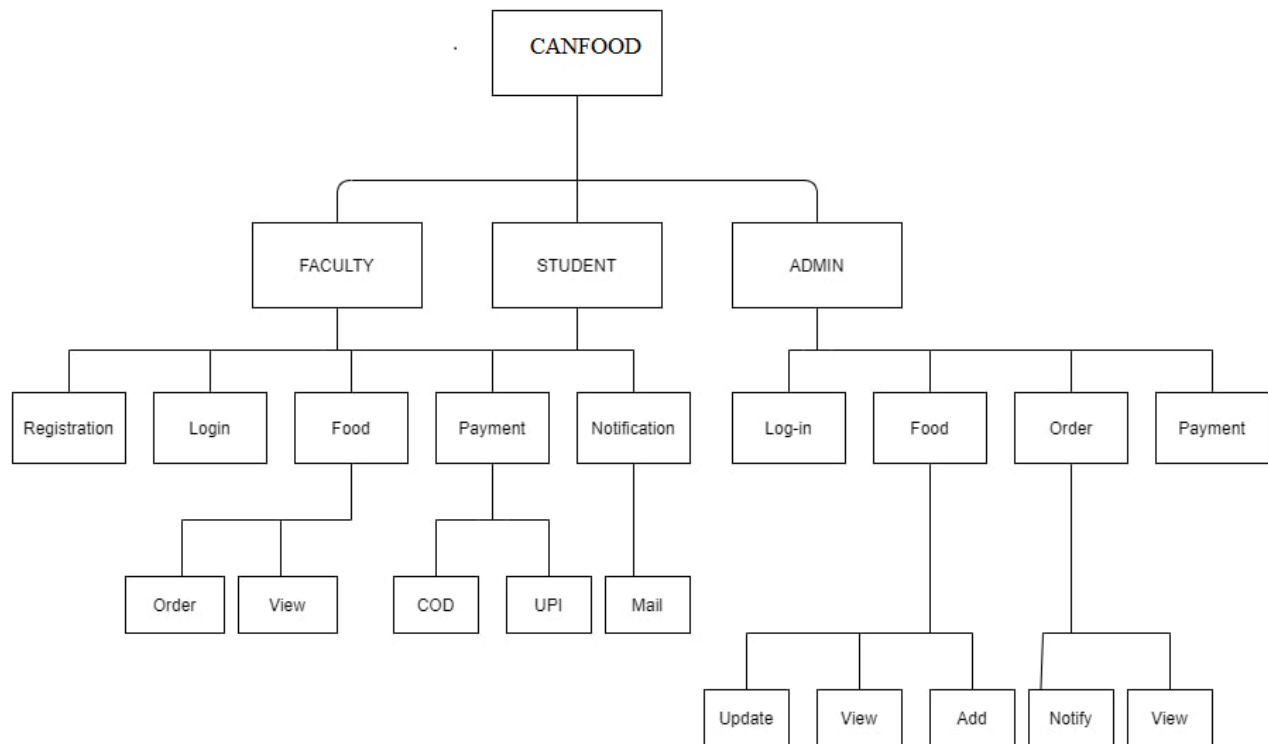 CANFOOD
FACULTY
STUDENT
ADMIN
Registration
Login
Food
Payment
Notification
Log-in
Food
Order
Payment
Order
View
COD
UPI
Mail
Update
View
Add
Notify
View